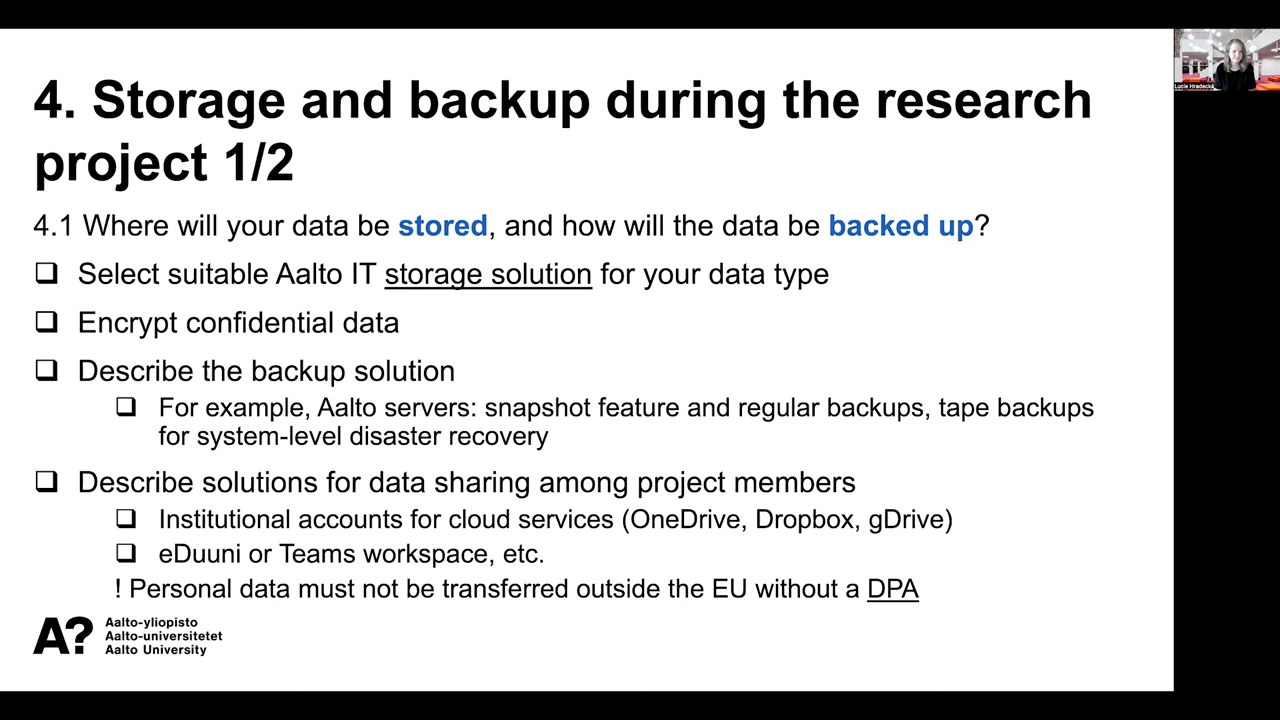 4. Storage and backup during the research
project 1/2
4.1 Where will your data be stored, and how will the data be backed up?
❑ Select suitable Aalto IT storage solution for your data type
❑ Encrypt confidential data
❑ Describe the backup solution
❑ For example, Aalto servers: snapshot feature and regular backups, tape backups
for system-level disaster recovery
❑ Describe solutions for data sharing among project members
❑ Institutional accounts for cloud services (OneDrive, Dropbox, gDrive)
❑ eDuuni or Teams workspace, etc.
! Personal data must not be transferred outside the EU without a DPA
A?
Aalto-yliopisto
Aalto-universitetet
Aalto University
Lucie Hradecká